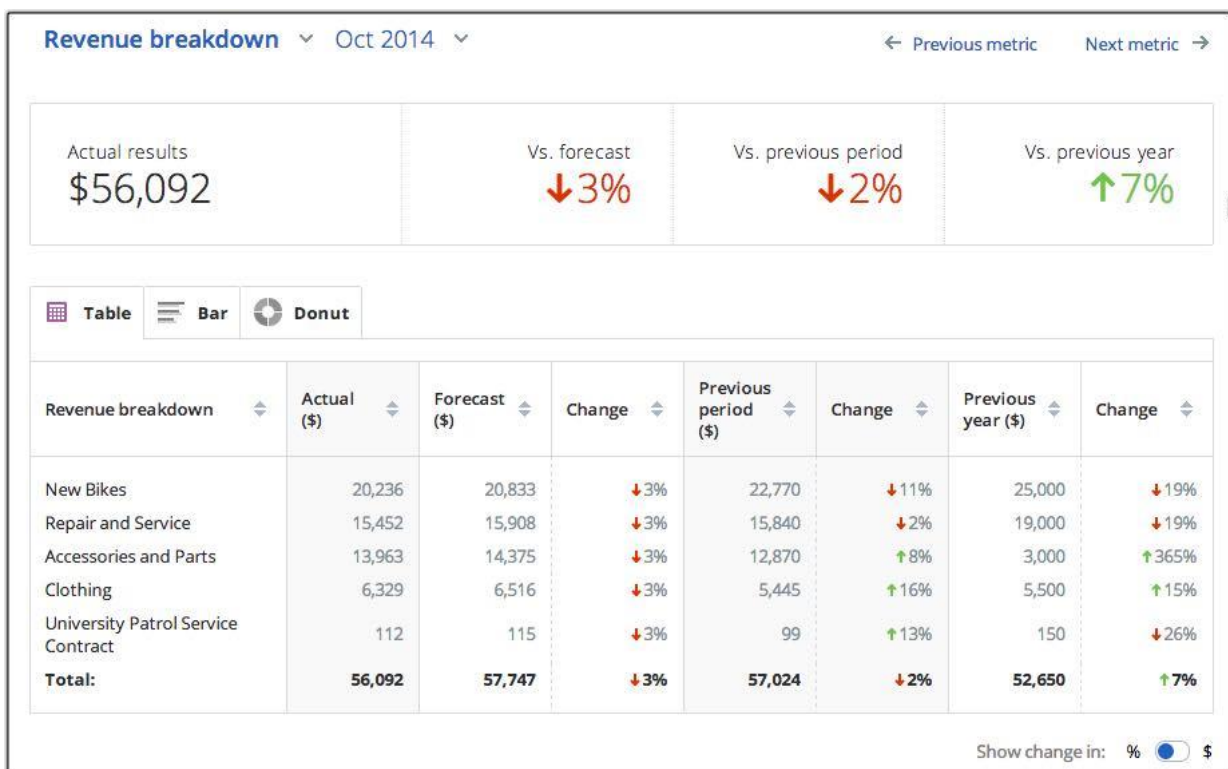 Revenue breakdown Oct 2014 ← Previous metric Next metric →
Actual results Vs. forecast Vs. previous period Vs. previous year
$56,092 ↓3% ↓2% ↑7%
Table Bar Donut
Revenue breakdown Actual ($) Forecast ($) Change Previous period ($) Change Previous year ($) Change
New Bikes 20,236 20,833 ↓3% 22,770 ↓11% 25,000 ↓19%
Repair and Service 15,452 15,908 ↓3% 15,840 ↓2% 19,000 ↓19%
Accessories and Parts 13,963 14,375 ↓3% 12,870 ↑8% 3,000 ↑365%
Clothing 6,329 6,516 ↓3% 5,445 ↑16% 5,500 ↑15%
University Patrol Service
Contract 112 115 ↓3% 99 ↑13% 150 ↓26%
Total: 56,092 57,747 ↓3% 57,024 ↓2% 52,650 ↑7%
Show change in: % $